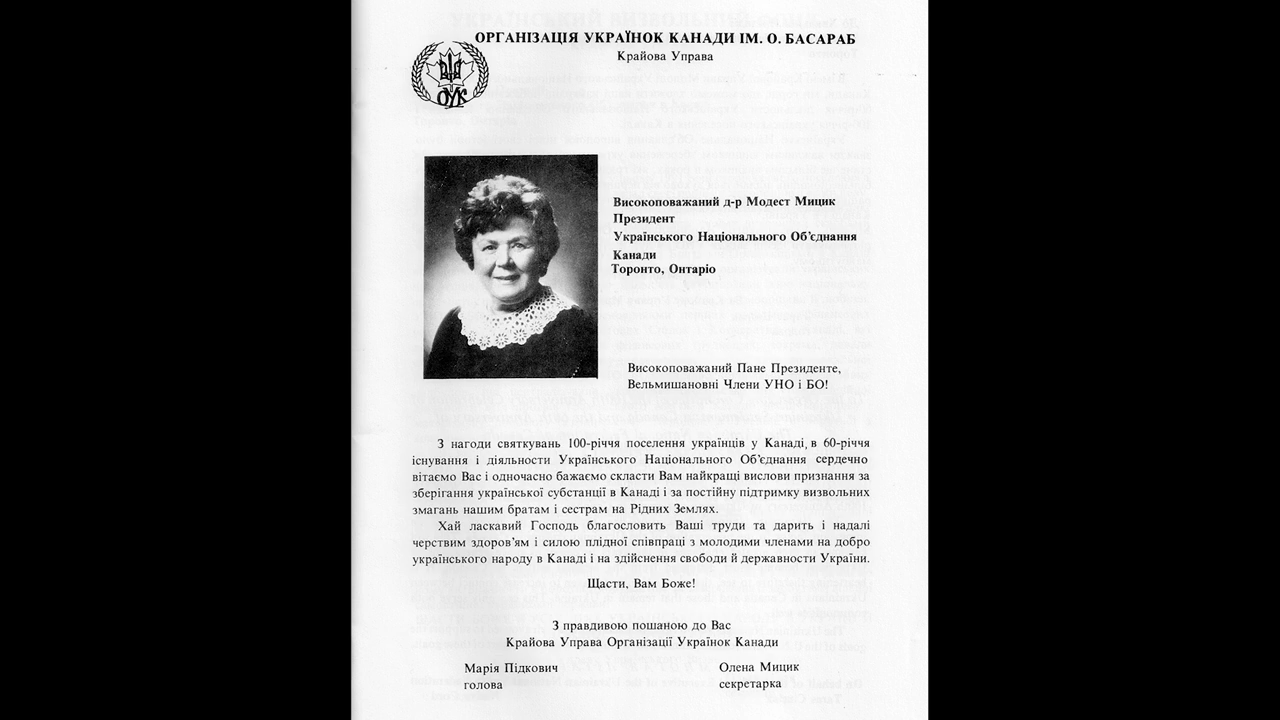 ОРГАНІЗАЦІЯ УКРАЇНОК КАНАДИ ІМ. О. БАСАРАБ
Крайова Управа
ОУК
Високоповажаний д-р Модест Мицик
Президент
Українського Національного Об'єднання
Канади
Торонто, Онтаріо
Високоповажаний Пане Президенте,
Вельмишановні Члени УНО і БО!
З нагоди святкувань 100-річчя поселення українців у Канаді, в 60-річчя
існування і діяльности Українського Національного Об'єднання сердечно
вітаємо Вас і одночасно бажаємо скласти Вам найкращі вислови признання за
зберігання української субстанції в Канаді і за постійну підтримку визвольних
змагань нашим братам і сестрам на Рідних Землях.
Хай ласкавий Господь благословить Ваші труди та дарить і надалі
черствим здоров'ям і силою плідної співпраці з молодими членами на добро
українського народу в Канаді і на здійснення свободи й державности України.
Щасти, Вам Боже!
З правдивою пошаною до Вас
Крайова Управа Організації Українок Канади
Марія Підкович
голова
Олена Мицик
секретарка